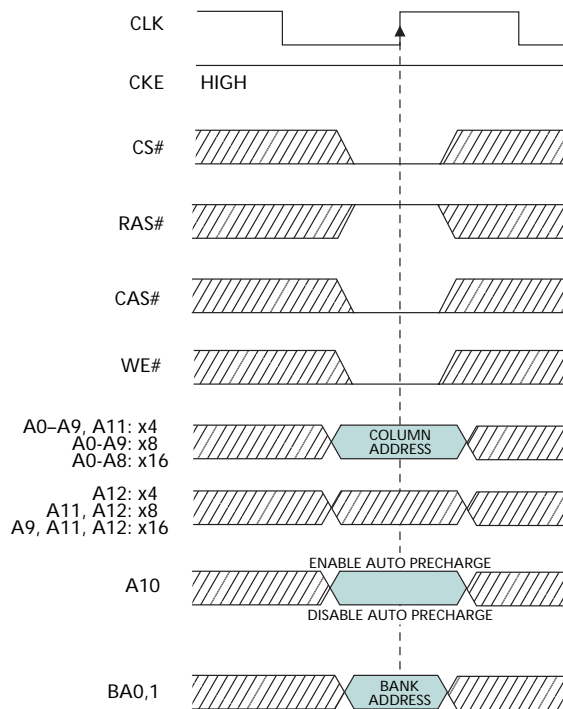 CLK
CKE HIGH
CS#
RAS#
CAS#
WE#
A0–A9, A11: x4
A0-A9: x8
A0-A8: x16
COLUMN
ADDRESS
A12: x4
A11, A12: x8
A9, A11, A12: x16
ENABLE AUTO PRECHARGE
A10
DISABLE AUTO PRECHARGE
BA0,1
BANK
ADDRESS